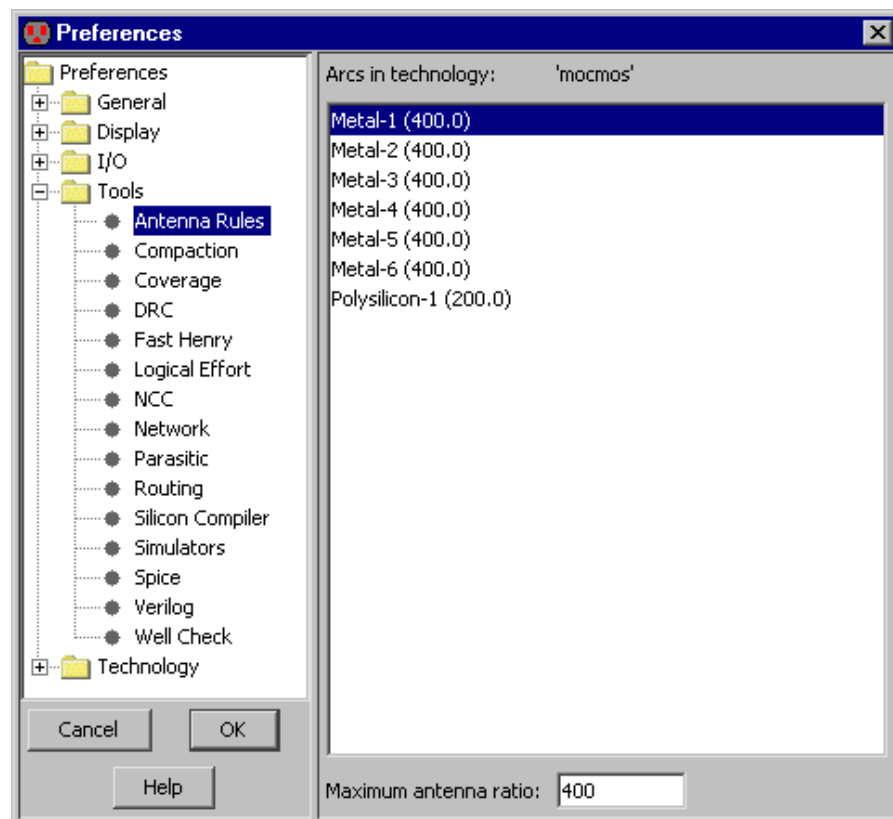 Preferences
Preferences
General
Display
I/O
Tools
Antenna Rules
Compaction
Coverage
DRC
Fast Henry
Logical Effort
NCC
Network
Parasitic
Routing
Silicon Compiler
Simulators
Spice
Verilog
Well Check
Technology
Cancel OK
Help
Arcs in technology: 'mocmos'
Metal-1 (400.0)
Metal-2 (400.0)
Metal-3 (400.0)
Metal-4 (400.0)
Metal-5 (400.0)
Metal-6 (400.0)
Polysilicon-1 (200.0)
Maximum antenna ratio: 400